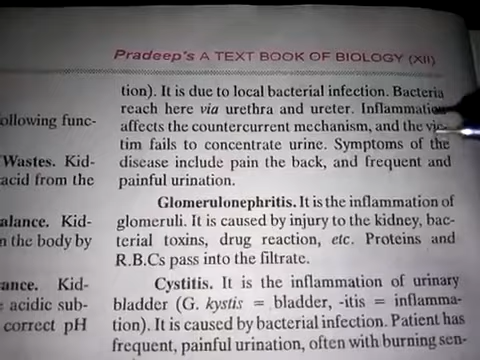 Pradeep's A TEXT BOOK OF BIOLOGY (XII)
ollowing func-
Wastes. Kid-
acid from the
alance. Kid-
n the body by
ance. Kid-
acidic sub-
correct pH
tion). It is due to local bacterial infection. Bacteria
reach here via urethra and ureter. Inflammation
affects the countercurrent mechanism, and the vic-
tim fails to concentrate urine. Symptoms of the
disease include pain the back, and frequent and
painful urination.
Glomerulonephritis. It is the inflammation of
glomeruli. It is caused by injury to the kidney, bac-
terial toxins, drug reaction, etc. Proteins and
R.B.Cs pass into the filtrate.
Cystitis. It is the inflammation of urinary
bladder (G. kystis = bladder, -itis = inflamma-
tion). It is caused by bacterial infection. Patient has
frequent, painful urination, often with burning sen-